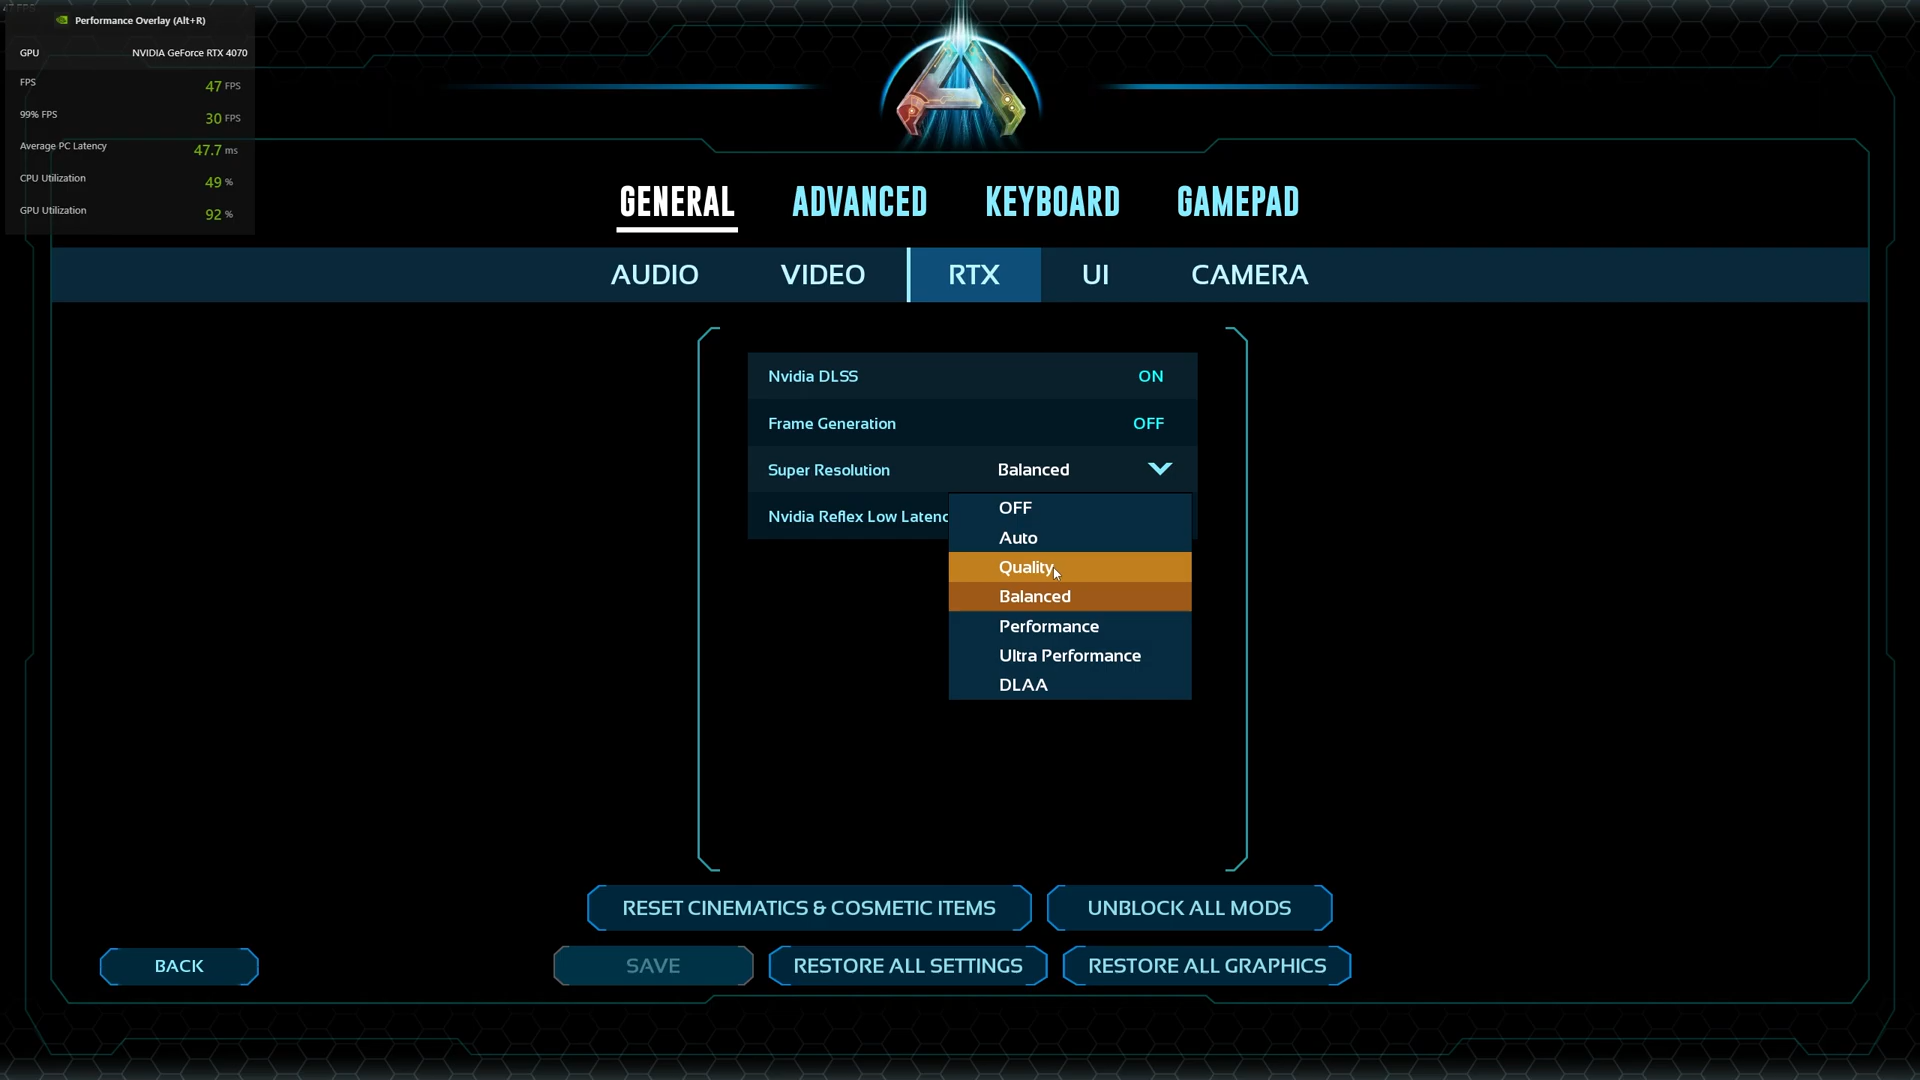 Performance Overlay (Alt+R)
GPU NVIDIA GeForce RTX 4070
FPS 47 FPS
99% FPS 30 FPS
Average PC Latency 47.7 ms
CPU Utilization 49 %
GPU Utilization 92 %
GENERAL ADVANCED KEYBOARD GAMEPAD
AUDIO VIDEO RTX UI CAMERA
Nvidia DLSS ON
Frame Generation OFF
Super Resolution Balanced
Nvidia Reflex Low Latenc
OFF
Auto
Quality
Balanced
Performance
Ultra Performance
DLAA
RESET CINEMATICS & COSMETIC ITEMS UNBLOCK ALL MODS
BACK SAVE RESTORE ALL SETTINGS RESTORE ALL GRAPHICS